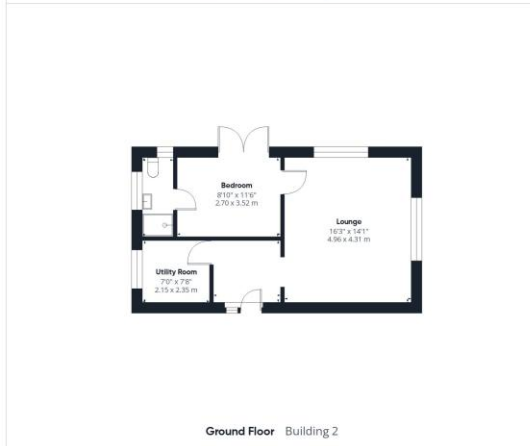 Bedroom
8'10" x 11'6"
2.70 x 3.52 m
Lounge
16'3" x 14'1"
4.96 x 4.31 m
Utility Room
7'0" x 7'8"
2.15 x 2.35 m
Ground Floor Building 2